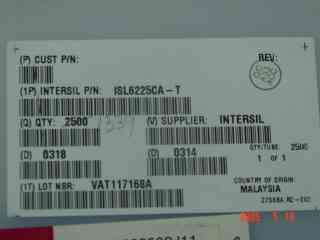 (P) CUST P/N:
REV:
(1P) INTERSIL P/N: ISL6225CA-T
(Q) QTY: 2500
(V) SUPPLIER: INTERSIL
(D) 0318
(D) 0314
QTY/TUBE: 2500
1 OF 1
(1T) LOT NBR: VAT117168A
COUNTRY OF ORIGIN:
MALAYSIA